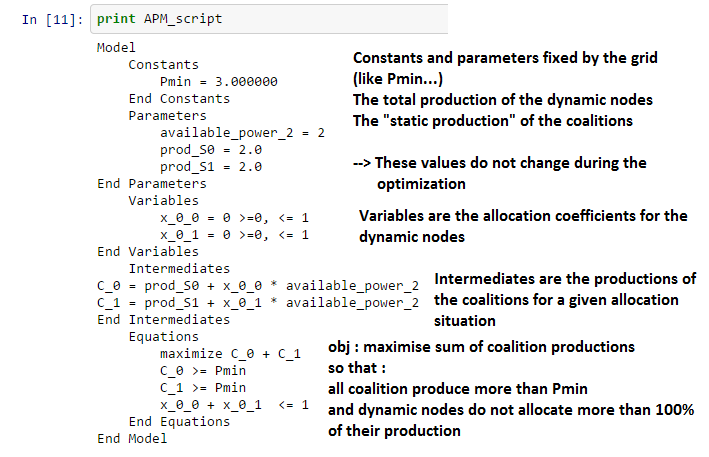 In [11]: print APM_script
Model
Constants
Pmin = 3.000000
End Constants
Parameters
available_power_2 = 2
prod_S0 = 2.0
prod_S1 = 2.0
End Parameters
Variables
x_0_0 = 0 >=0, <= 1
x_0_1 = 0 >=0, <= 1
End Variables
Intermediates
C_0 = prod_S0 + x_0_0 * available_power_2
C_1 = prod_S1 + x_0_1 * available_power_2
End Intermediates
Equations
maximize C_0 + C_1
C_0 >= Pmin
C_1 >= Pmin
x_0_0 + x_0_1  <= 1
End Equations
End Model
Constants and parameters fixed by the grid
(like Pmin...)
The total production of the dynamic nodes
The "static production" of the coalitions
--> These values do not change during the
optimization
Variables are the allocation coefficients for the
dynamic nodes
Intermediates are the productions of
the coalitions for a given allocation
situation
obj : maximise sum of coalition productions
so that :
all coalition produce more than Pmin
and dynamic nodes do not allocate more than 100%
of their production